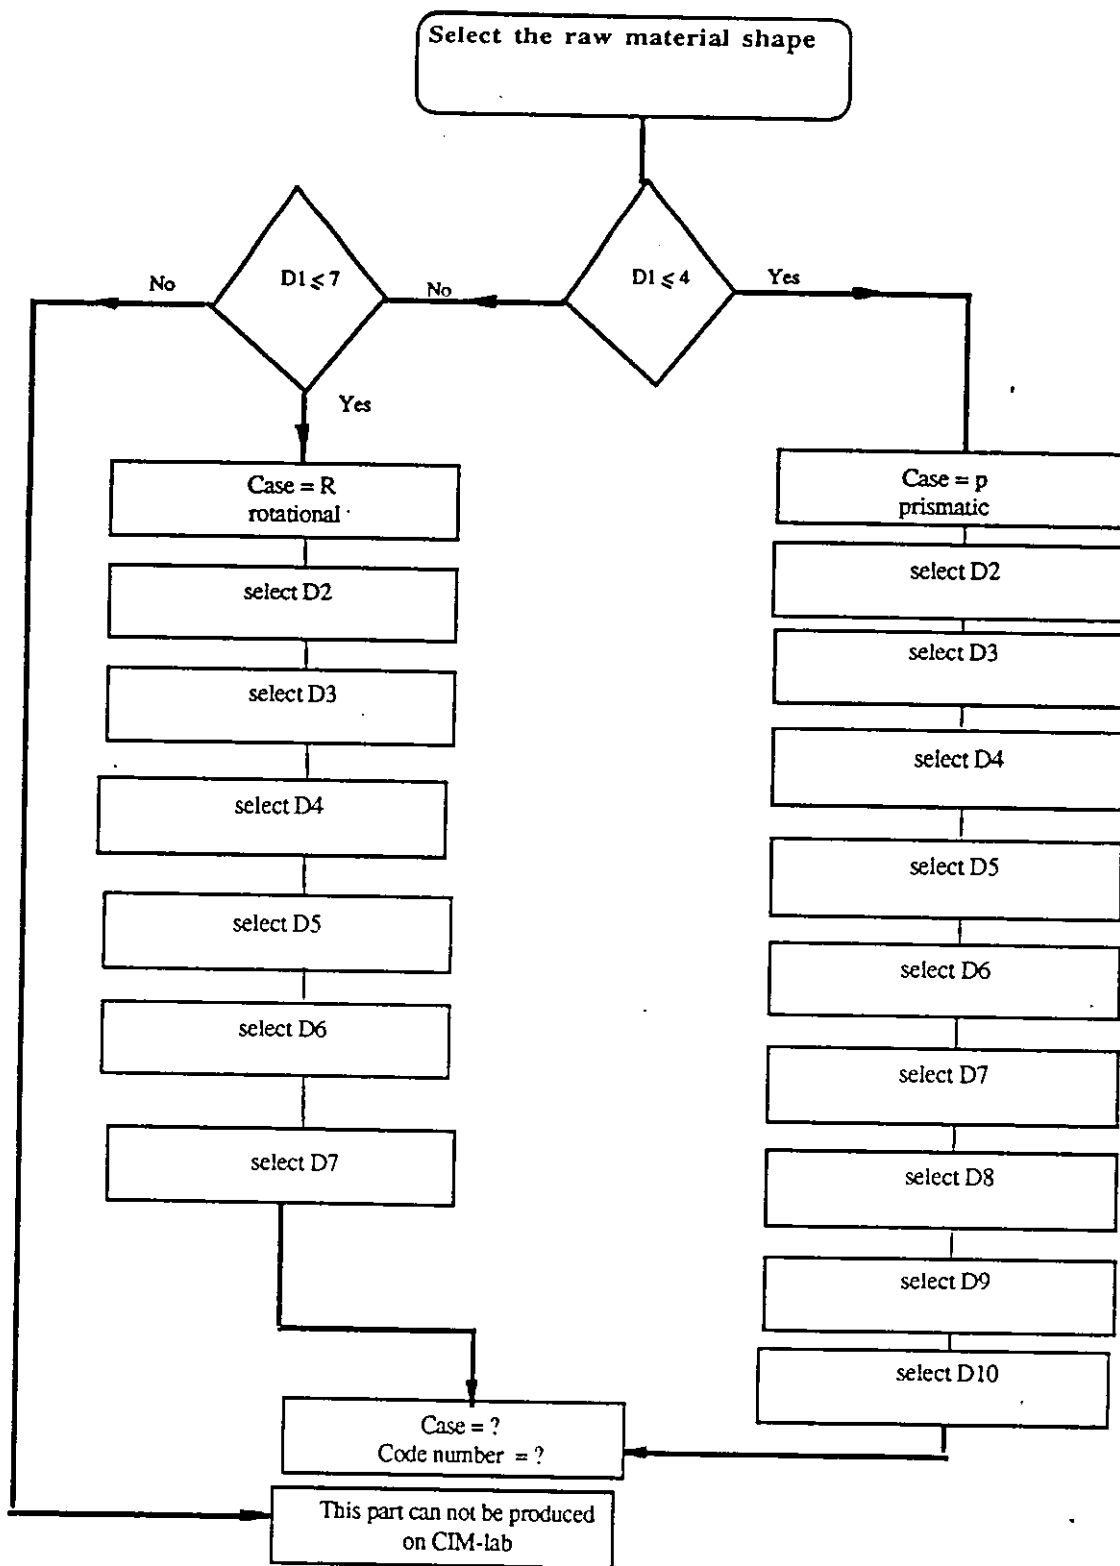 Select the raw material shape
D1 ⩽ 7
D1 ⩽ 4
No
No
Yes
Yes
Case = R
rotational
select D2
select D3
select D4
select D5
select D6
select D7
Case = p
prismatic
select D2
select D3
select D4
select D5
select D6
select D7
select D8
select D9
select D10
Case = ?
Code number = ?
This part can not be produced
on CIM-lab